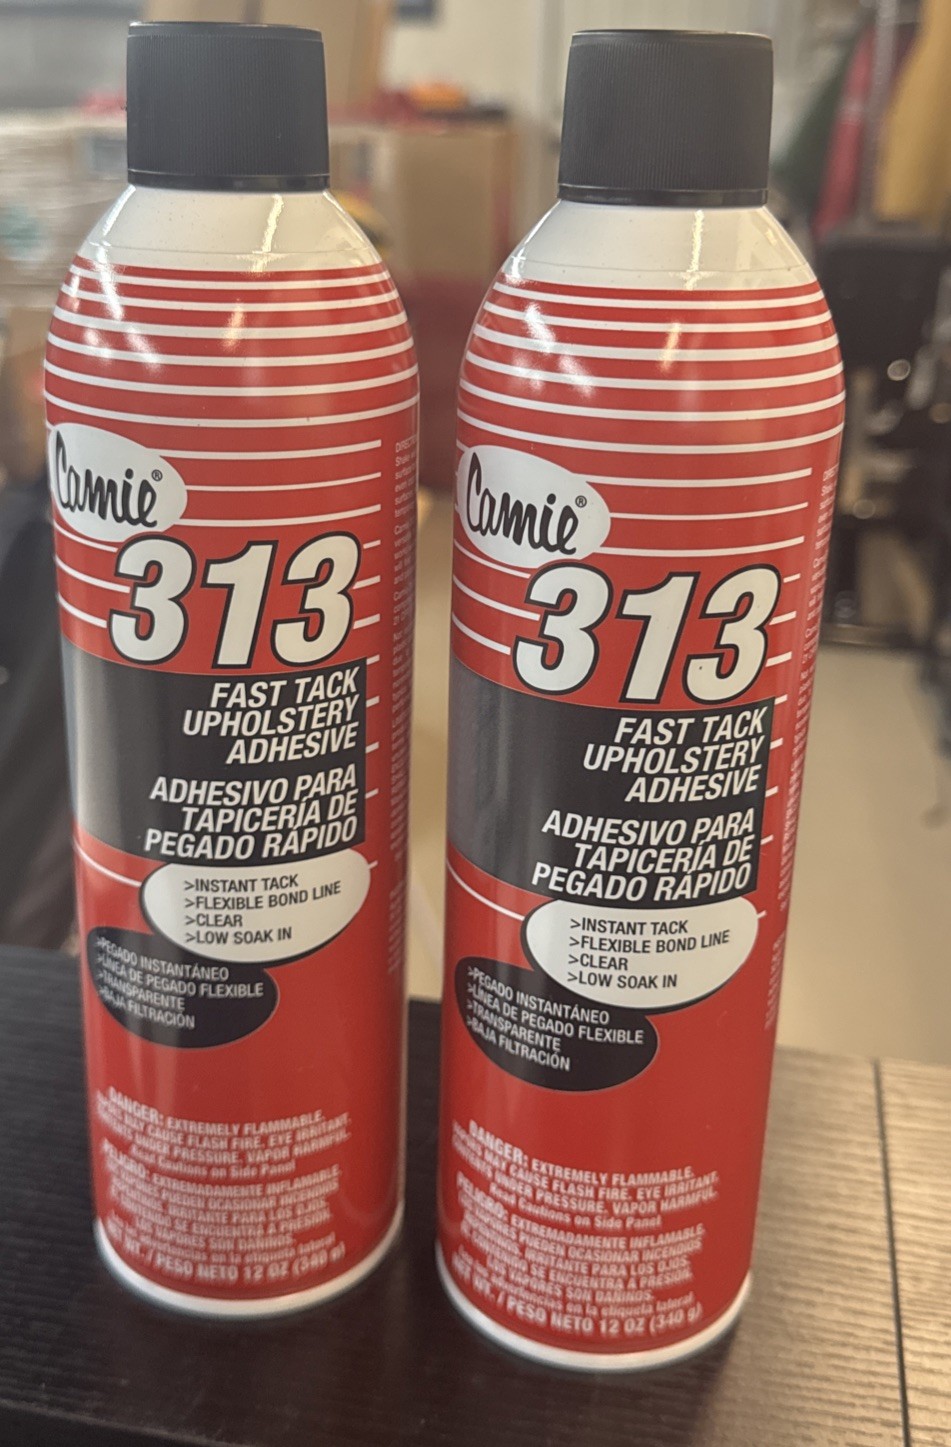 Camie®
313
FAST TACK
UPHOLSTERY
ADHESIVE
ADHESIVO PARA
TAPICERÍA DE
PEGADO RÁPIDO
>INSTANT TACK
>FLEXIBLE BOND LINE
>CLEAR
>LOW SOAK IN
>PEGADO INSTANTÁNEO
>LÍNEA DE PEGADO FLEXIBLE
>TRANSPARENTE
>BAJA FILTRACIÓN
DANGER: EXTREMELY FLAMMABLE.
VAPORS MAY CAUSE FLASH FIRE. EYE IRRITANT.
CONTENTS UNDER PRESSURE. VAPOR HARMFUL.
Read Cautions on Side Panel
PELIGRO: EXTREMADAMENTE INFLAMABLE.
VAPORES PUEDEN OCASIONAR INCENDIOS
IRRITANTE PARA LOS OJOS.
SE ENCUENTRA A PRESIÓN.
LOS VAPORES SON DAÑINOS.
en la etiqueta lateral
NET WT. / PESO NETO 12 OZ (340 g)
Camie®
313
FAST TACK
UPHOLSTERY
ADHESIVE
ADHESIVO PARA
TAPICERÍA DE
PEGADO RÁPIDO
>INSTANT TACK
>FLEXIBLE BOND LINE
>CLEAR
>LOW SOAK IN
>PEGADO INSTANTÁNEO
>LÍNEA DE PEGADO FLEXIBLE
>TRANSPARENTE
>BAJA FILTRACIÓN
DANGER: EXTREMELY FLAMMABLE.
VAPORS MAY CAUSE FLASH FIRE. EYE IRRITANT.
CONTENTS UNDER PRESSURE. VAPOR HARMFUL.
Read Cautions on Side Panel
PELIGRO: EXTREMADAMENTE INFLAMABLE.
VAPORES PUEDEN OCASIONAR INCENDIOS
IRRITANTE PARA LOS OJOS.
SE ENCUENTRA A PRESIÓN.
LOS VAPORES SON DAÑINOS.
en la etiqueta lateral
NET WT. / PESO NETO 12 OZ (340 g)